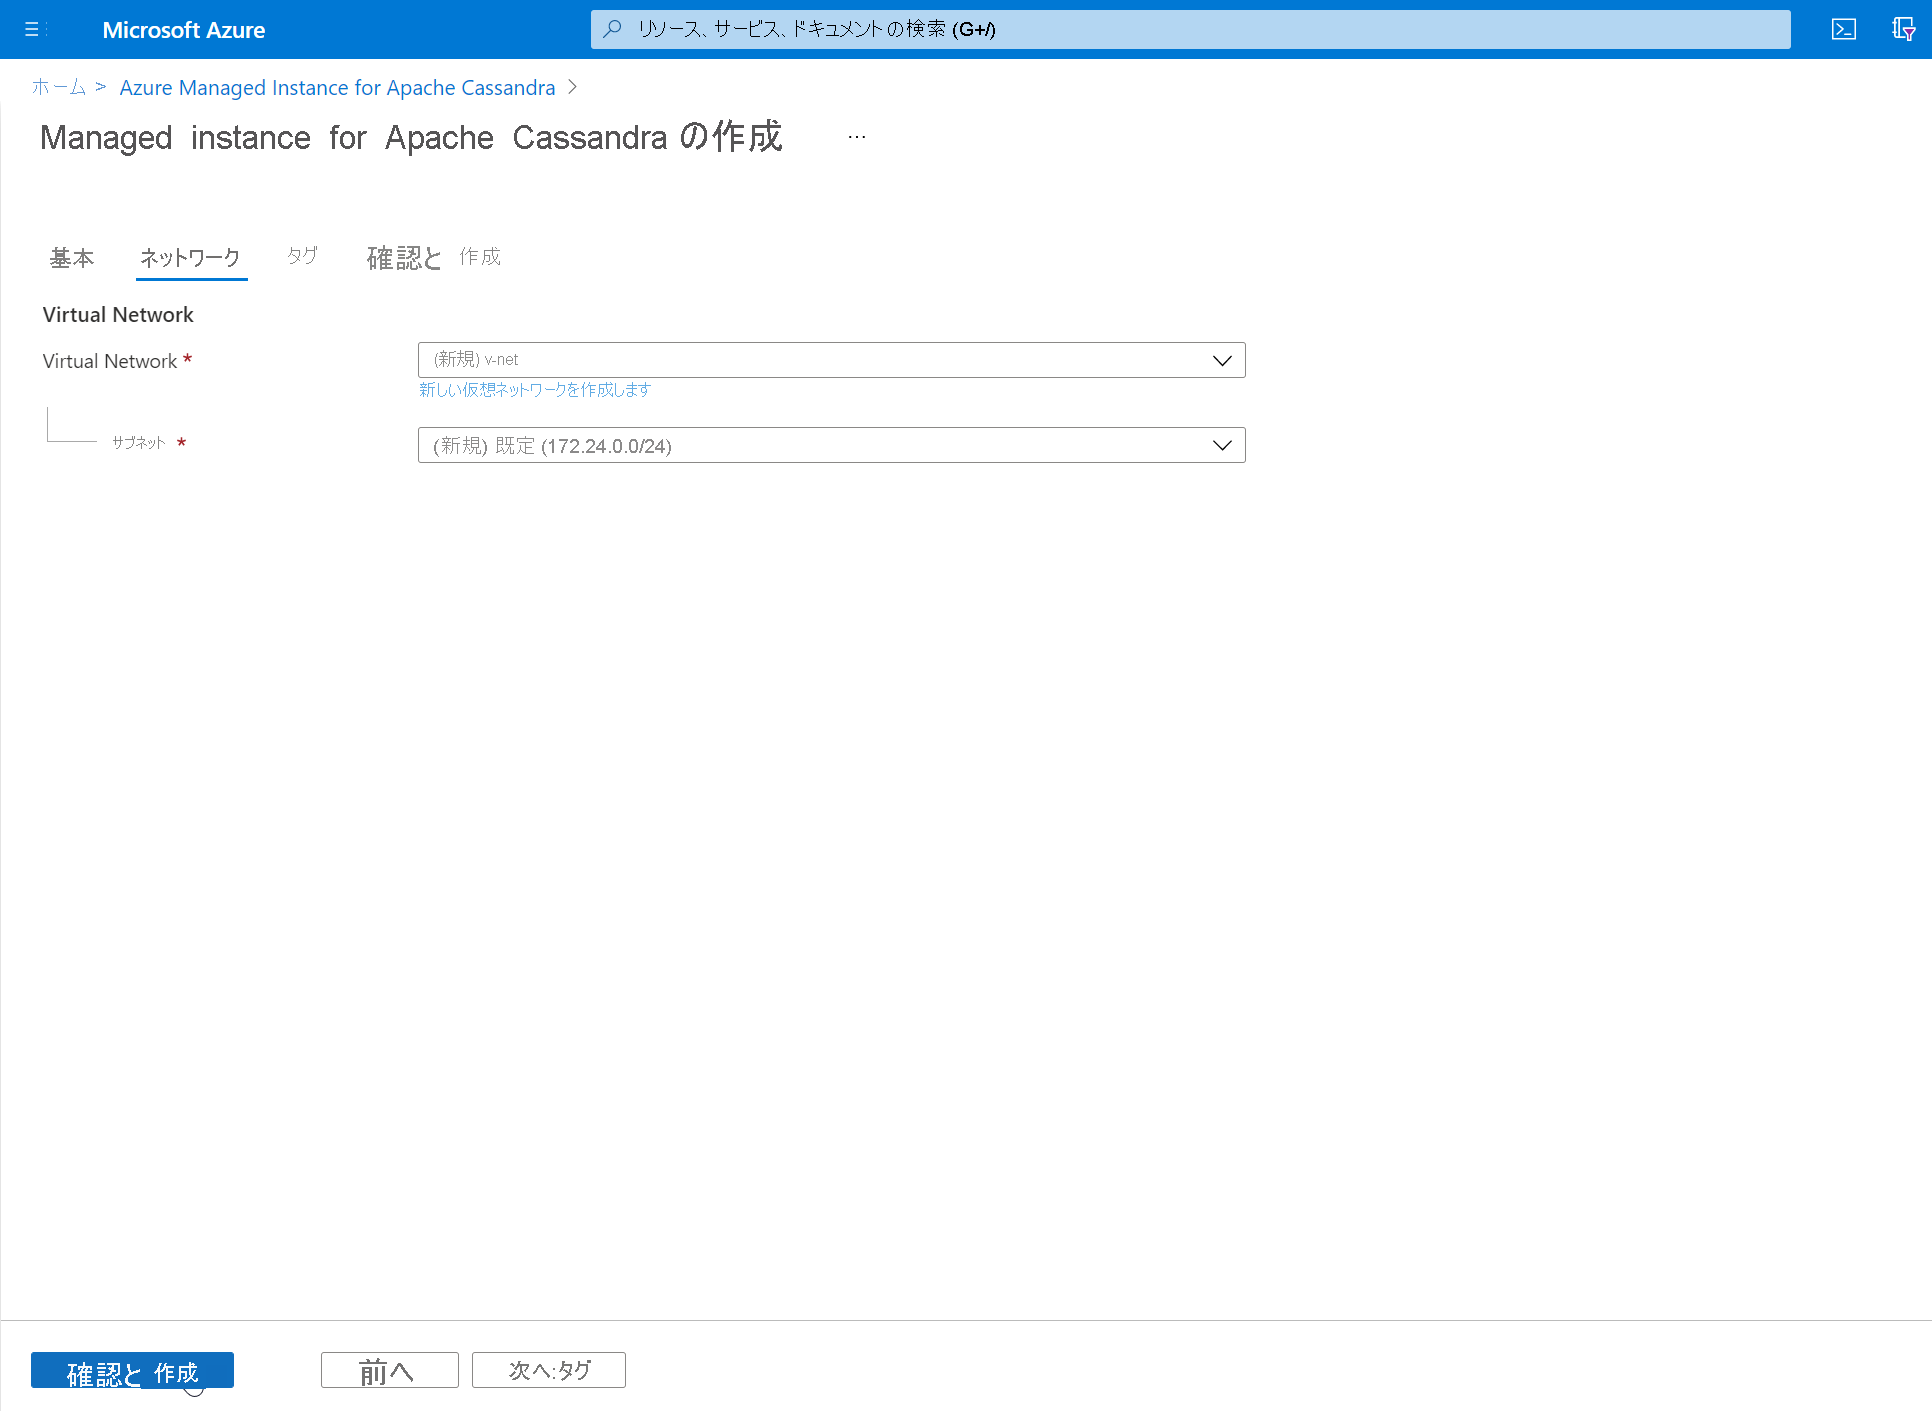 Microsoft Azure
リソース、サービス、ドキュメントの検索 (G+/)
ホーム > Azure Managed Instance for Apache Cassandra >
Managed instance for Apache Cassandra の作成 …
基本 ネットワーク タグ 確認と 作成
Virtual Network
Virtual Network * (新規) v-net
新しい仮想ネットワークを作成します
サブネット * (新規) 既定 (172.24.0.0/24)
確認と 作成 前へ 次へ:タグ